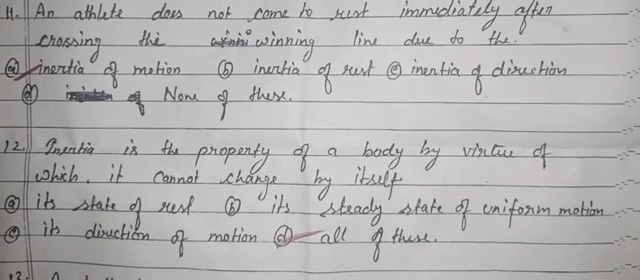 11. An athlete does not come to rest immediately after
crossing the winning line due to the.
(a) inertia of motion (b) inertia of rest (c) inertia of direction
(d) None of these.
12. Inertia is the property of a body by virtue of
which, it cannot change by itself
(a) its state of rest (b) its steady state of uniform motion
(c) its direction of motion (d) all of these.